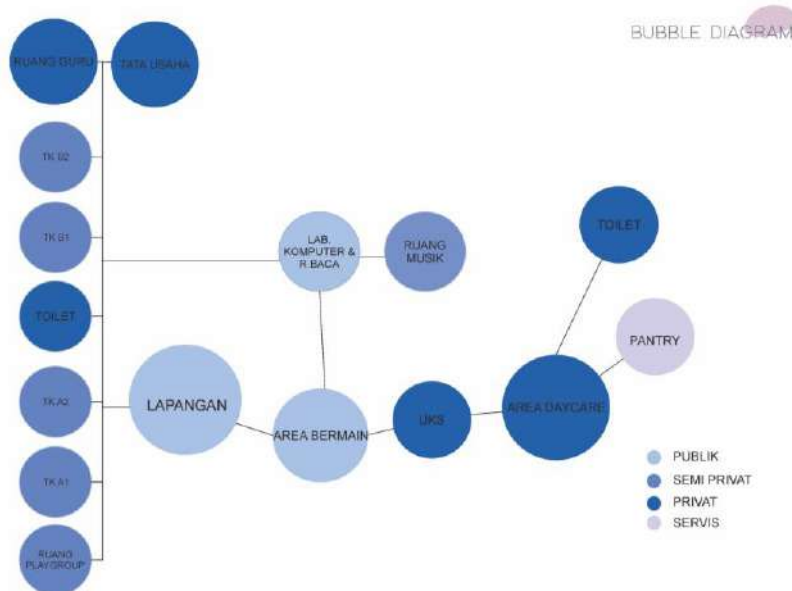 BUBBLE DIAGRAM
RUANG GURU
TATA USAHA
TK B2
TK B1
TOILET
TK A2
TK A1
RUANG
PLAYGROUP
LAPANGAN
LAB.
KOMPUTER &
R.BACA
RUANG
MUSIK
AREA BERMAIN
UKS
AREA DAYCARE
TOILET
PANTRY
PUBLIK
SEMI PRIVAT
PRIVAT
SERVIS